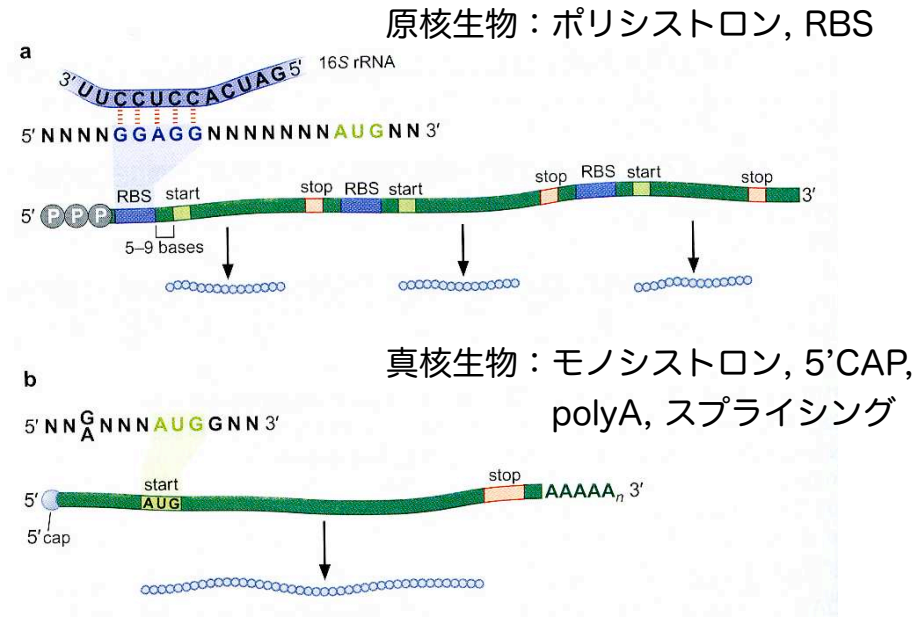 原核生物：ポリシストロン, RBS
a
3' UUCCUCCACUAG 5' 16S rRNA
5' NNNNGGAGGNNNNNNNAUGNN 3'
RBS start stop RBS start stop RBS start stop
5' PPP 3'
5–9 bases
真核生物：モノシストロン, 5'CAP,
polyA, スプライシング
b
5' NNGNNNAUGGNN 3'
A
start stop
5' AUG AAAAAn 3'
5' cap